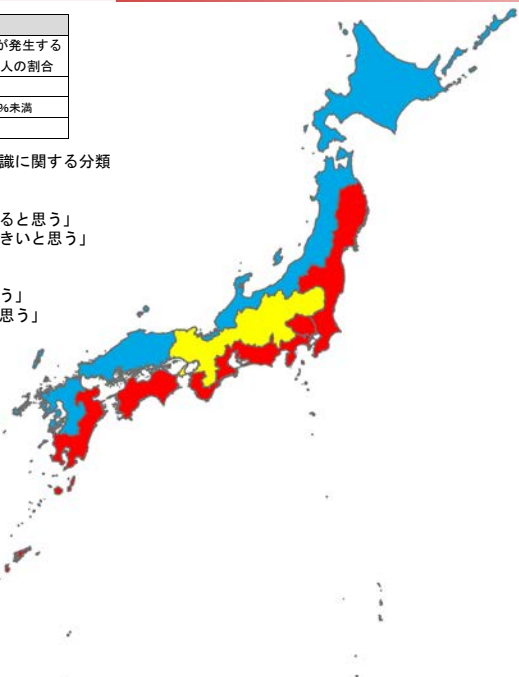 が発生する
人の割合
%未満
識に関する分類
ると思う」
きいと思う」
う」
思う」